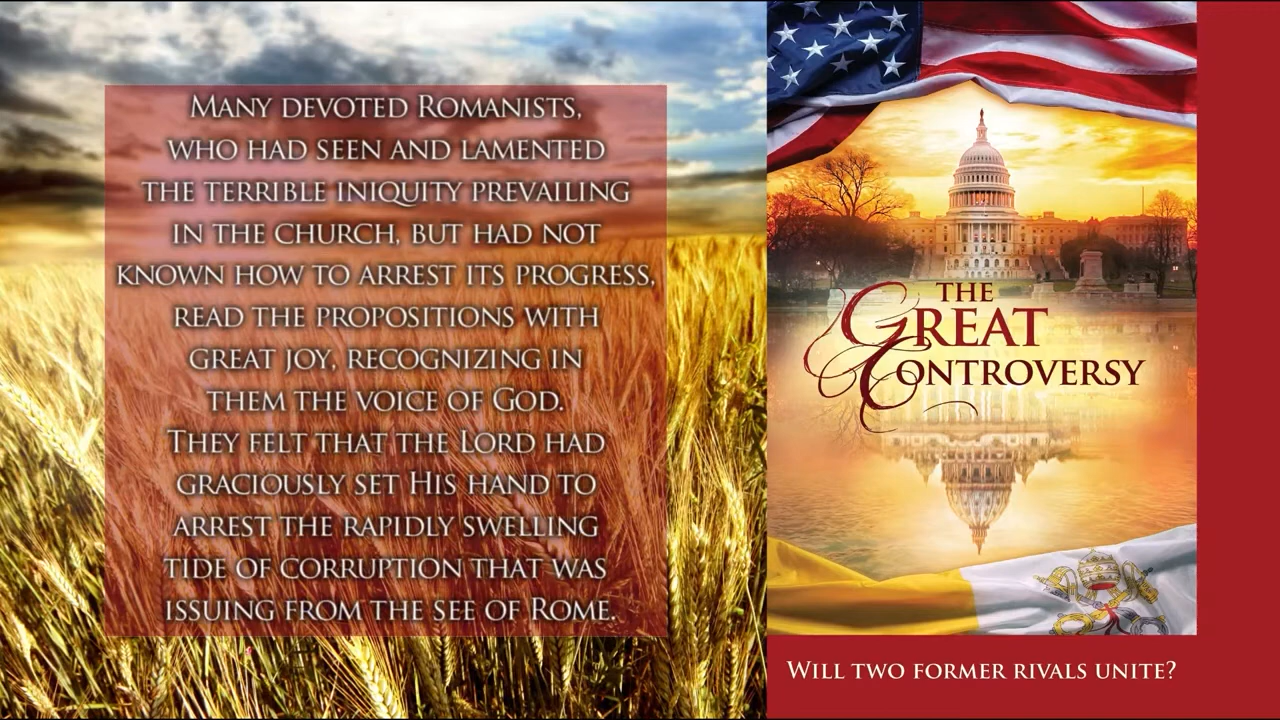 Many devoted Romanists,
who had seen and lamented
the terrible iniquity prevailing
in the church, but had not
known how to arrest its progress,
read the propositions with
great joy, recognizing in
them the voice of God.
They felt that the Lord had
graciously set His hand to
arrest the rapidly swelling
tide of corruption that was
issuing from the see of Rome.
The
Great
Controversy
Will two former rivals unite?